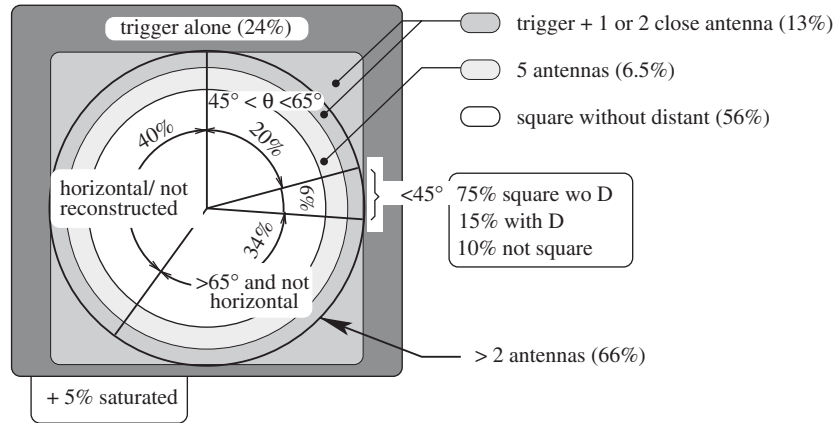 trigger alone (24%)
trigger + 1 or 2 close antenna (13%)
5 antennas (6.5%)
square without distant (56%)
45° < θ <65°
40%
20%
6%
34%
horizontal/ not
reconstructed
>65° and not
horizontal
<45°
75% square wo D
15% with D
10% not square
> 2 antennas (66%)
+ 5% saturated